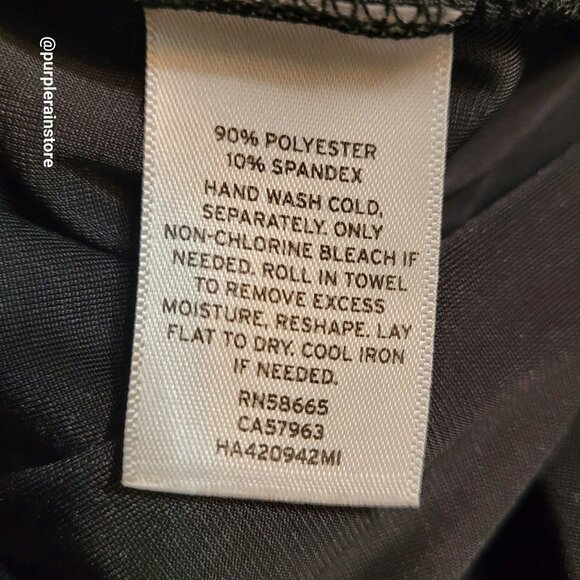 @purplerainstore
90% POLYESTER
10% SPANDEX
HAND WASH COLD,
SEPARATELY. ONLY
NON-CHLORINE BLEACH IF
NEEDED. ROLL IN TOWEL
TO REMOVE EXCESS
MOISTURE. RESHAPE. LAY
FLAT TO DRY. COOL IRON
IF NEEDED.
RN58665
CA57963
HA420942MI